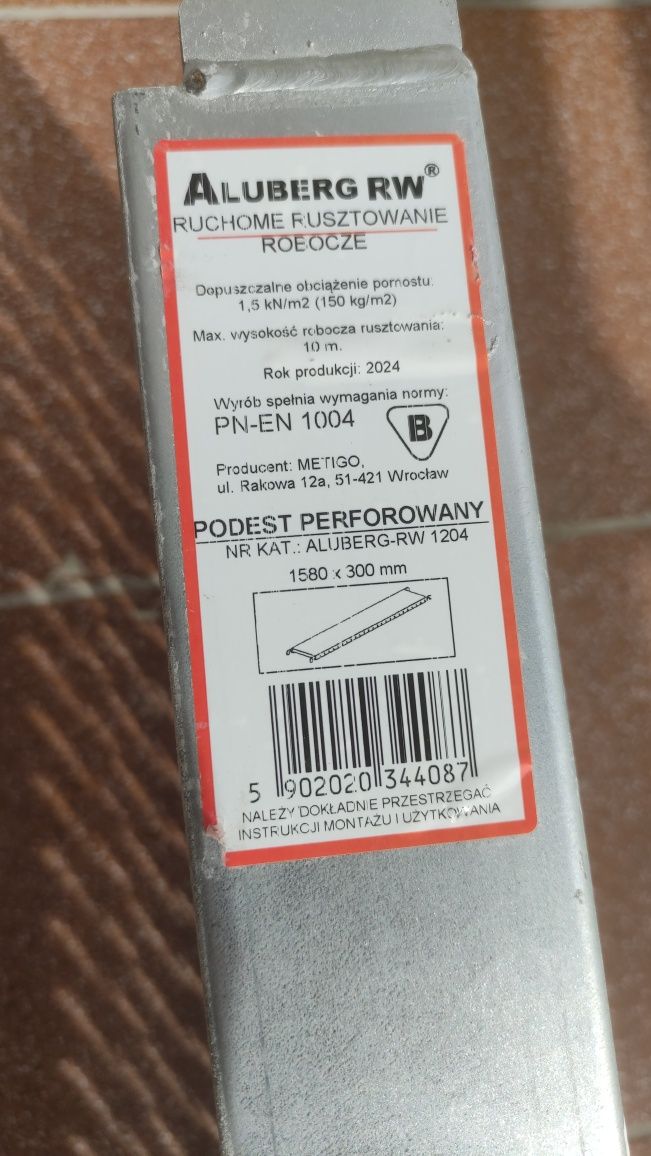 ALUBERG RW®
RUCHOME RUSZTOWANIE
ROBOCZE
Dopuszczalne obciążenie pomostu:
1,5 kN/m2 (150 kg/m2)
Max. wysokość robocza rusztowania:
10 m.
Rok produkcji: 2024
Wyrób spełnia wymagania normy:
PN-EN 1004
B
Producent: METIGO,
ul. Rakowa 12a, 51-421 Wrocław
PODEST PERFOROWANY
NR KAT.: ALUBERG-RW 1204
1580 x 300 mm
5 902020 344087
NALEŻY DOKŁADNIE PRZESTRZEGAĆ
INSTRUKCJI MONTAŻU I UŻYTKOWANIA